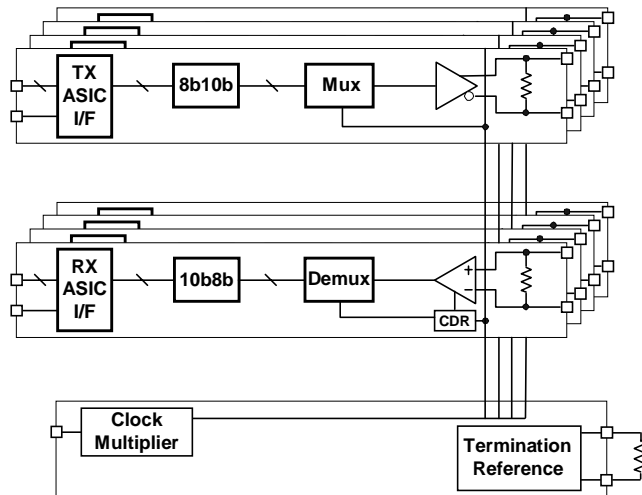 TX
ASIC
I/F
8b10b
Mux
RX
ASIC
I/F
10b8b
Demux
+
−
CDR
Clock
Multiplier
Termination
Reference